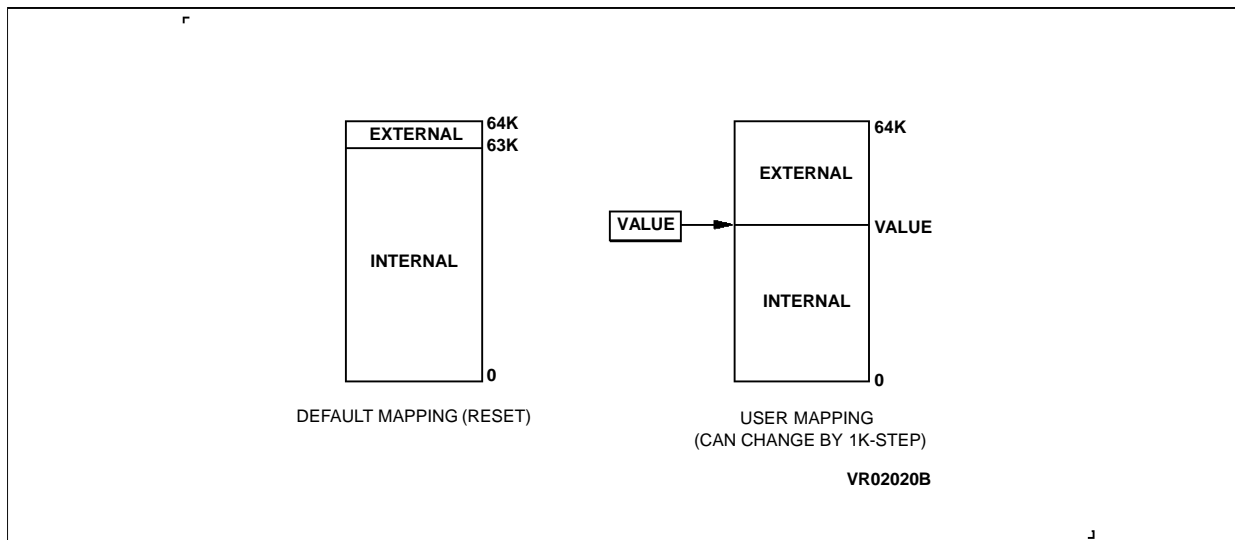 64K
EXTERNAL
63K
INTERNAL
0
DEFAULT MAPPING (RESET)
64K
EXTERNAL
VALUE
VALUE
INTERNAL
0
USER MAPPING
(CAN CHANGE BY 1K-STEP)
VR02020B